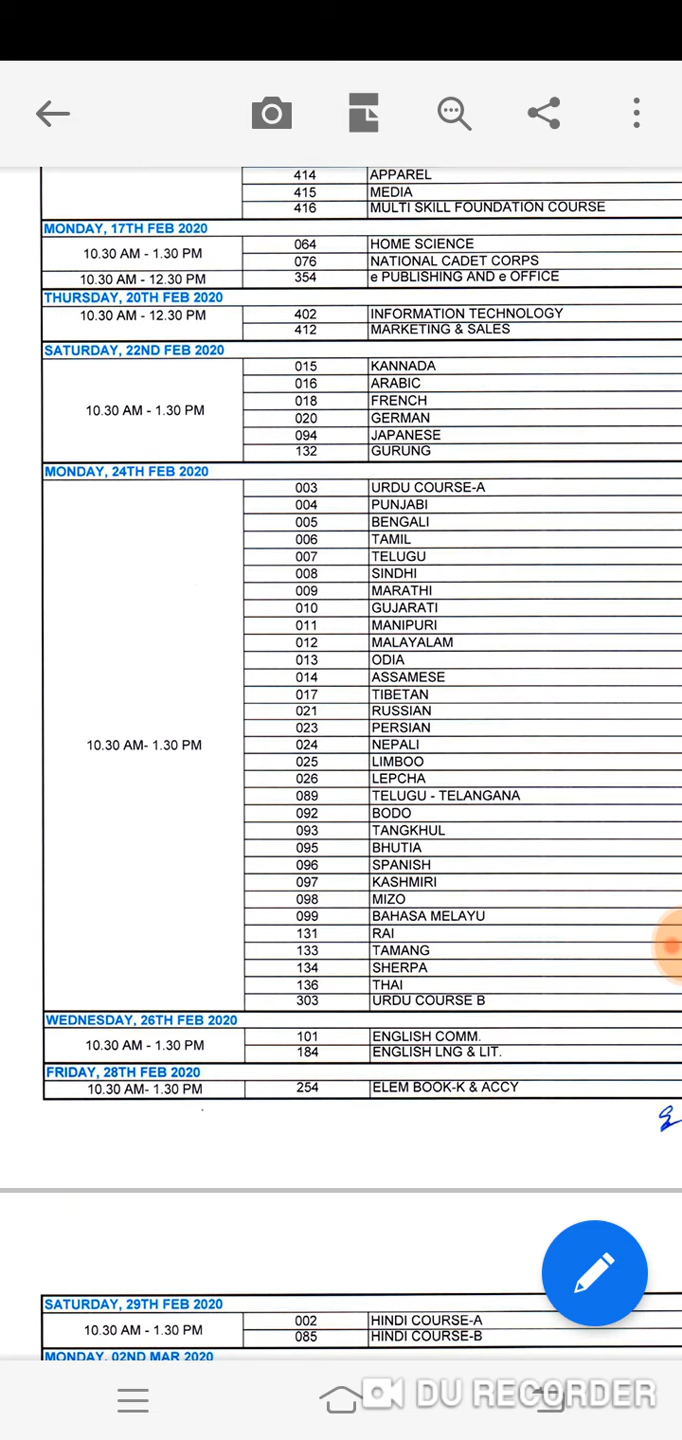 414 APPAREL
415 MEDIA
416 MULTI SKILL FOUNDATION COURSE
MONDAY, 17TH FEB 2020
10.30 AM - 1.30 PM 064 HOME SCIENCE
076 NATIONAL CADET CORPS
10.30 AM - 12.30 PM 354 e PUBLISHING AND e OFFICE
THURSDAY, 20TH FEB 2020
10.30 AM - 12.30 PM 402 INFORMATION TECHNOLOGY
412 MARKETING & SALES
SATURDAY, 22ND FEB 2020
015 KANNADA
016 ARABIC
018 FRENCH
10.30 AM - 1.30 PM 020 GERMAN
094 JAPANESE
132 GURUNG
MONDAY, 24TH FEB 2020
003 URDU COURSE-A
004 PUNJABI
005 BENGALI
006 TAMIL
007 TELUGU
008 SINDHI
009 MARATHI
010 GUJARATI
011 MANIPURI
012 MALAYALAM
013 ODIA
014 ASSAMESE
017 TIBETAN
021 RUSSIAN
023 PERSIAN
10.30 AM- 1.30 PM 024 NEPALI
025 LIMBOO
026 LEPCHA
089 TELUGU - TELANGANA
092 BODO
093 TANGKHUL
095 BHUTIA
096 SPANISH
097 KASHMIRI
098 MIZO
099 BAHASA MELAYU
131 RAI
133 TAMANG
134 SHERPA
136 THAI
303 URDU COURSE B
WEDNESDAY, 26TH FEB 2020
10.30 AM - 1.30 PM 101 ENGLISH COMM.
184 ENGLISH LNG & LIT.
FRIDAY, 28TH FEB 2020
10.30 AM- 1.30 PM 254 ELEM BOOK-K & ACCY
SATURDAY, 29TH FEB 2020
10.30 AM - 1.30 PM 002 HINDI COURSE-A
085 HINDI COURSE-B
MONDAY, 02ND MAR 2020
DU RECORDER